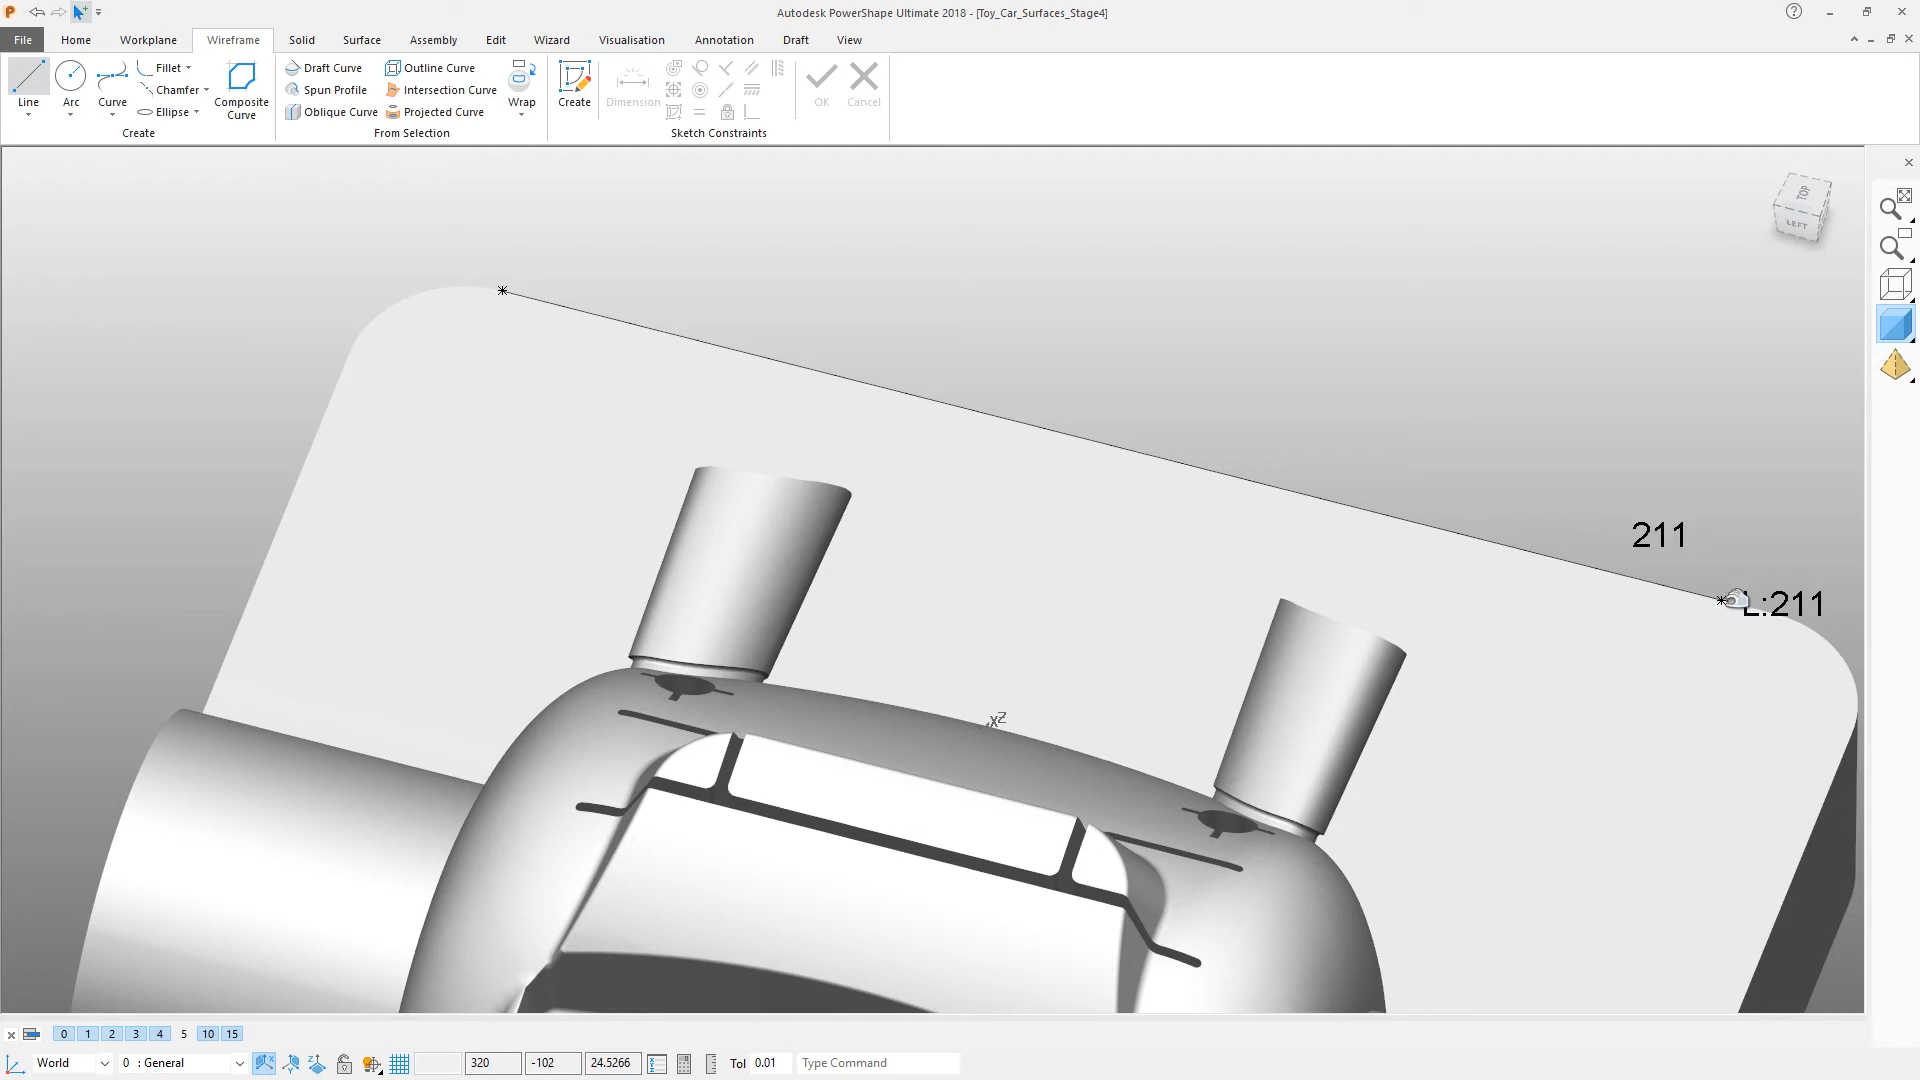 Autodesk PowerShape Ultimate 2018 - [Toy_Car_Surfaces_Stage4]
File Home Workplane Wireframe Solid Surface Assembly Edit Wizard Visualisation Annotation Draft View
Line Arc Curve Fillet Chamfer Ellipse Composite Curve
Create
Draft Curve Outline Curve
Spun Profile Intersection Curve
Oblique Curve Projected Curve
Wrap
From Selection
Create Dimension OK Cancel
Sketch Constraints
TOP
LEFT
211
L:211
XZ
0 1 2 3 4 5 10 15
World 0 : General 320 -102 24.5266 Tol 0.01 Type Command